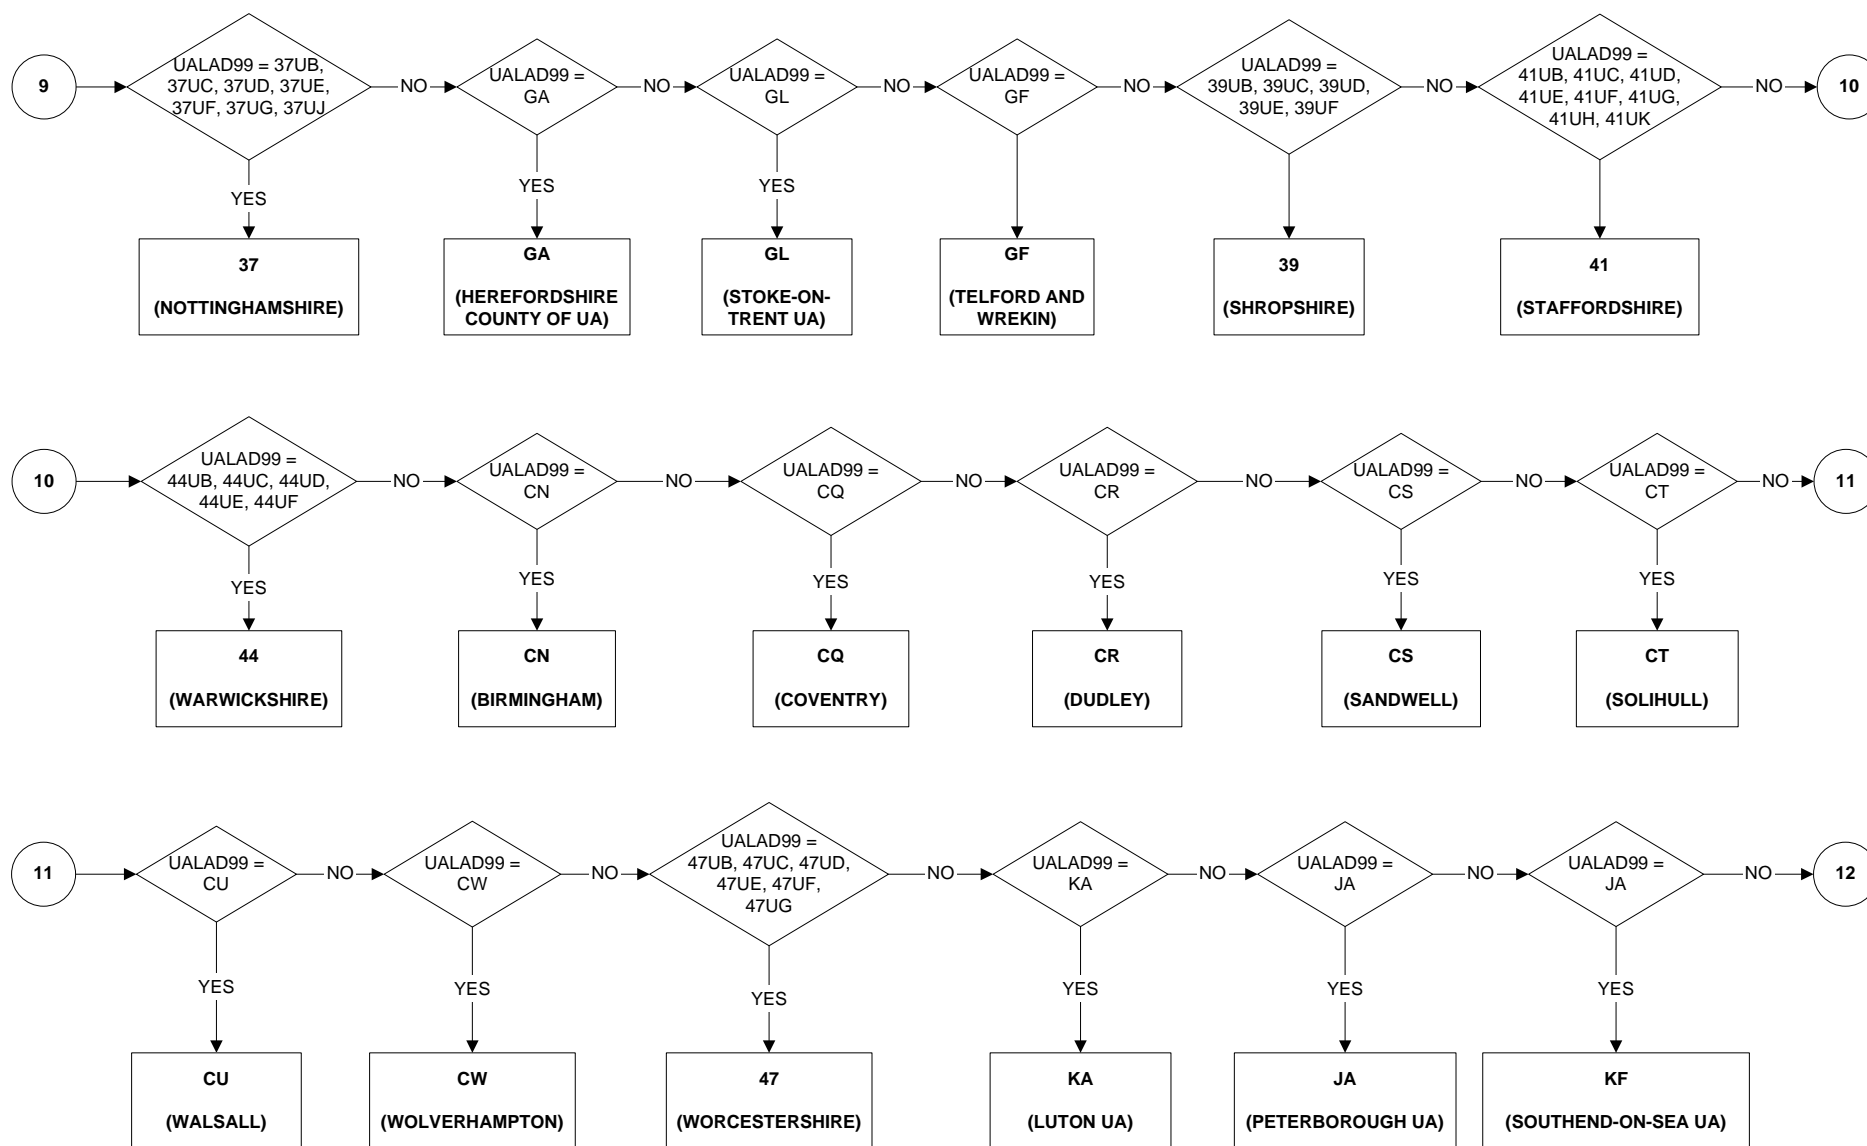 9
UALAD99 = 37UB,
37UC, 37UD, 37UE,
37UF, 37UG, 37UJ
NO
UALAD99 =
GA
NO
UALAD99 =
GL
NO
UALAD99 =
GF
NO
UALAD99 =
39UB, 39UC, 39UD,
39UE, 39UF
NO
UALAD99 =
41UB, 41UC, 41UD,
41UE, 41UF, 41UG,
41UH, 41UK
NO
10
YES
YES
YES
37
(NOTTINGHAMSHIRE)
GA
(HEREFORDSHIRE
COUNTY OF UA)
GL
(STOKE-ON-
TRENT UA)
GF
(TELFORD AND
WREKIN)
39
(SHROPSHIRE)
41
(STAFFORDSHIRE)
10
UALAD99 =
44UB, 44UC, 44UD,
44UE, 44UF
NO
UALAD99 =
CN
NO
UALAD99 =
CQ
NO
UALAD99 =
CR
NO
UALAD99 =
CS
NO
UALAD99 =
CT
NO
11
YES
YES
YES
YES
YES
YES
44
(WARWICKSHIRE)
CN
(BIRMINGHAM)
CQ
(COVENTRY)
CR
(DUDLEY)
CS
(SANDWELL)
CT
(SOLIHULL)
11
UALAD99 =
CU
NO
UALAD99 =
CW
NO
UALAD99 =
47UB, 47UC, 47UD,
47UE, 47UF,
47UG
NO
UALAD99 =
KA
NO
UALAD99 =
JA
NO
UALAD99 =
JA
NO
12
YES
YES
YES
YES
YES
YES
CU
(WALSALL)
CW
(WOLVERHAMPTON)
47
(WORCESTERSHIRE)
KA
(LUTON UA)
JA
(PETERBOROUGH UA)
KF
(SOUTHEND-ON-SEA UA)